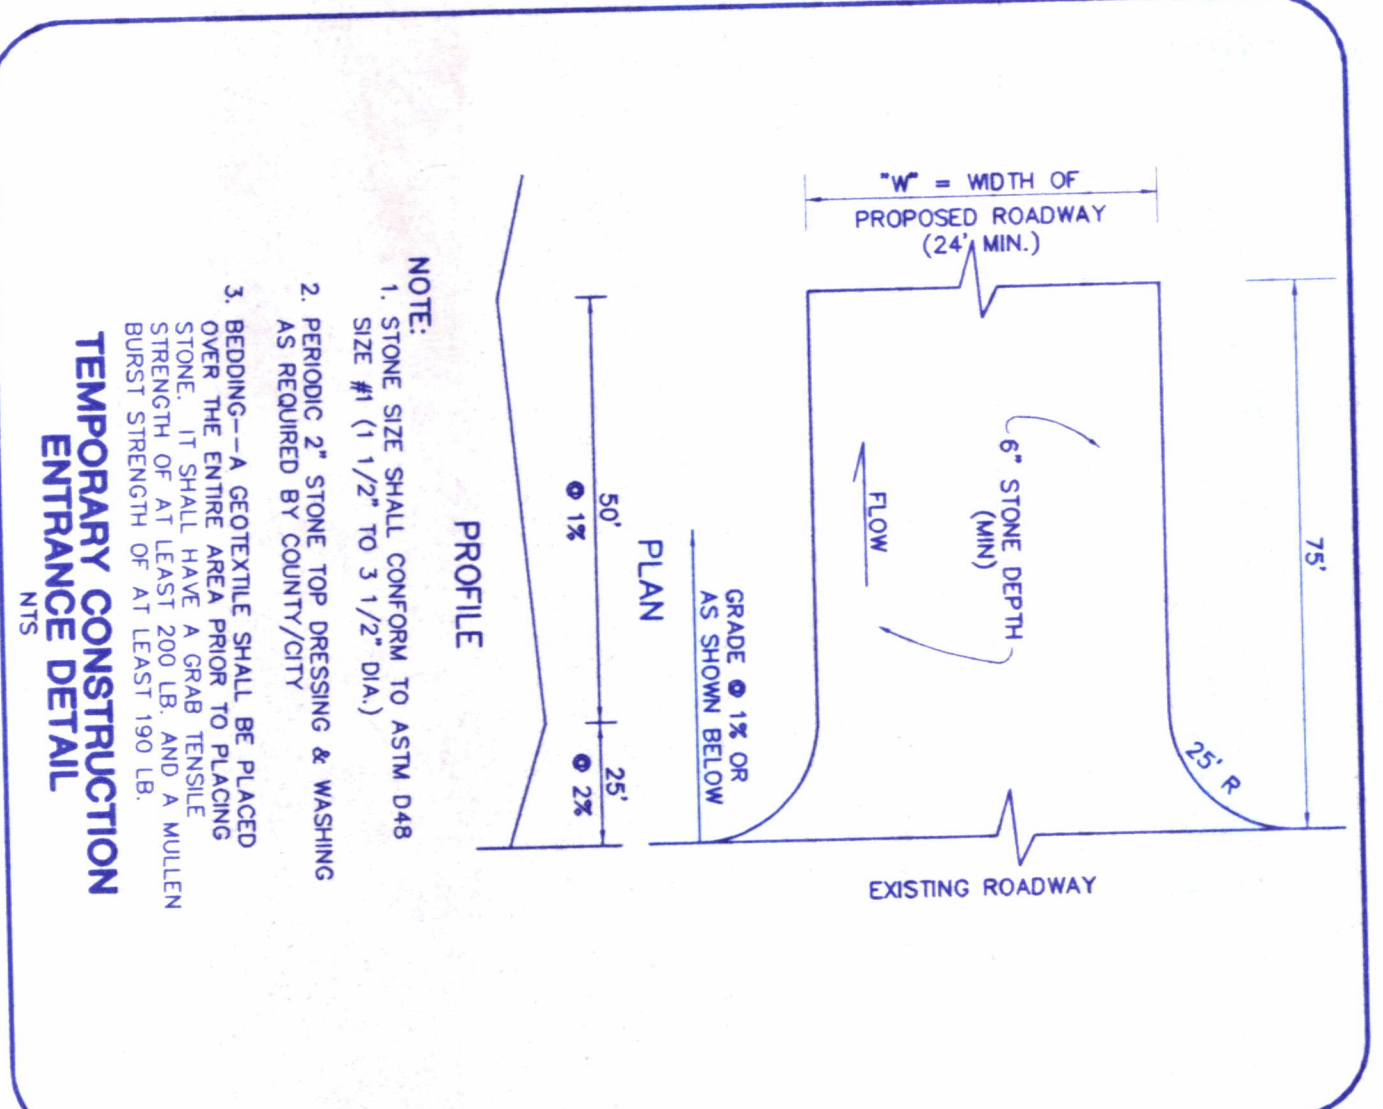 "W" = WIDTH OF
PROPOSED ROADWAY
(24' MIN.)
75'
6" STONE DEPTH
(MIN)
FLOW
25' R
EXISTING ROADWAY
GRADE @ 1% OR
AS SHOWN BELOW
PLAN
50'
@ 1%
25'
@ 2%
PROFILE
NOTE:
1. STONE SIZE SHALL CONFORM TO ASTM D48
SIZE #1 (1 1/2" TO 3 1/2" DIA.)
2. PERIODIC 2" STONE TOP DRESSING & WASHING
AS REQUIRED BY COUNTY/CITY
3. BEDDING--A GEOTEXTILE SHALL BE PLACED
OVER THE ENTIRE AREA PRIOR TO PLACING
STONE. IT SHALL HAVE A GRAB TENSILE
STRENGTH OF AT LEAST 200 LB. AND A MULLEN
BURST STRENGTH OF AT LEAST 190 LB.
TEMPORARY CONSTRUCTION
ENTRANCE DETAIL
NTS